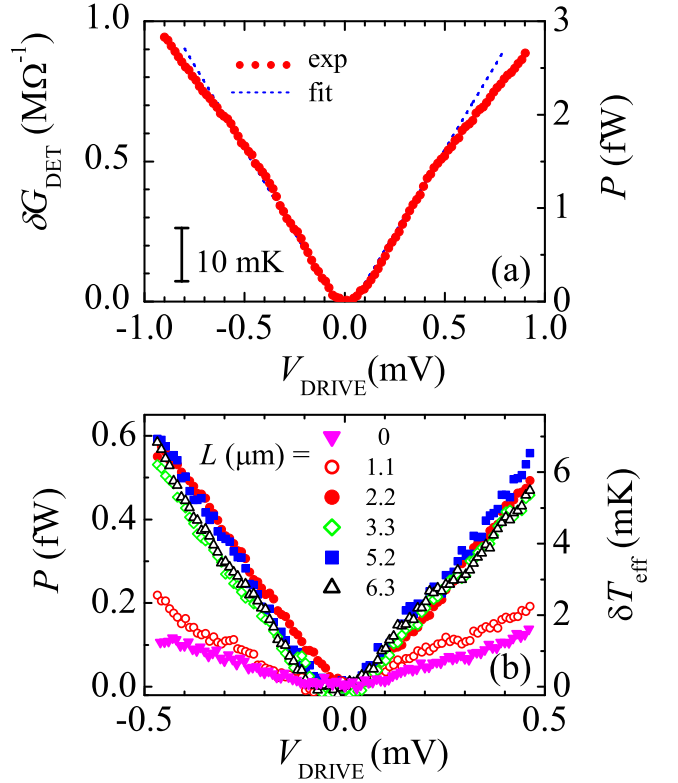 1.0
0.5
0.0
δG_DET (MΩ⁻¹)
exp
fit
10 mK
(a)
3
2
1
0
P (fW)
-1.0 -0.5 0.0 0.5 1.0
V_DRIVE (mV)
0.6
0.4
0.2
0.0
P (fW)
L (μm) =
0
1.1
2.2
3.3
5.2
6.3
(b)
6
4
2
0
δT_eff (mK)
-0.5 0.0 0.5
V_DRIVE (mV)